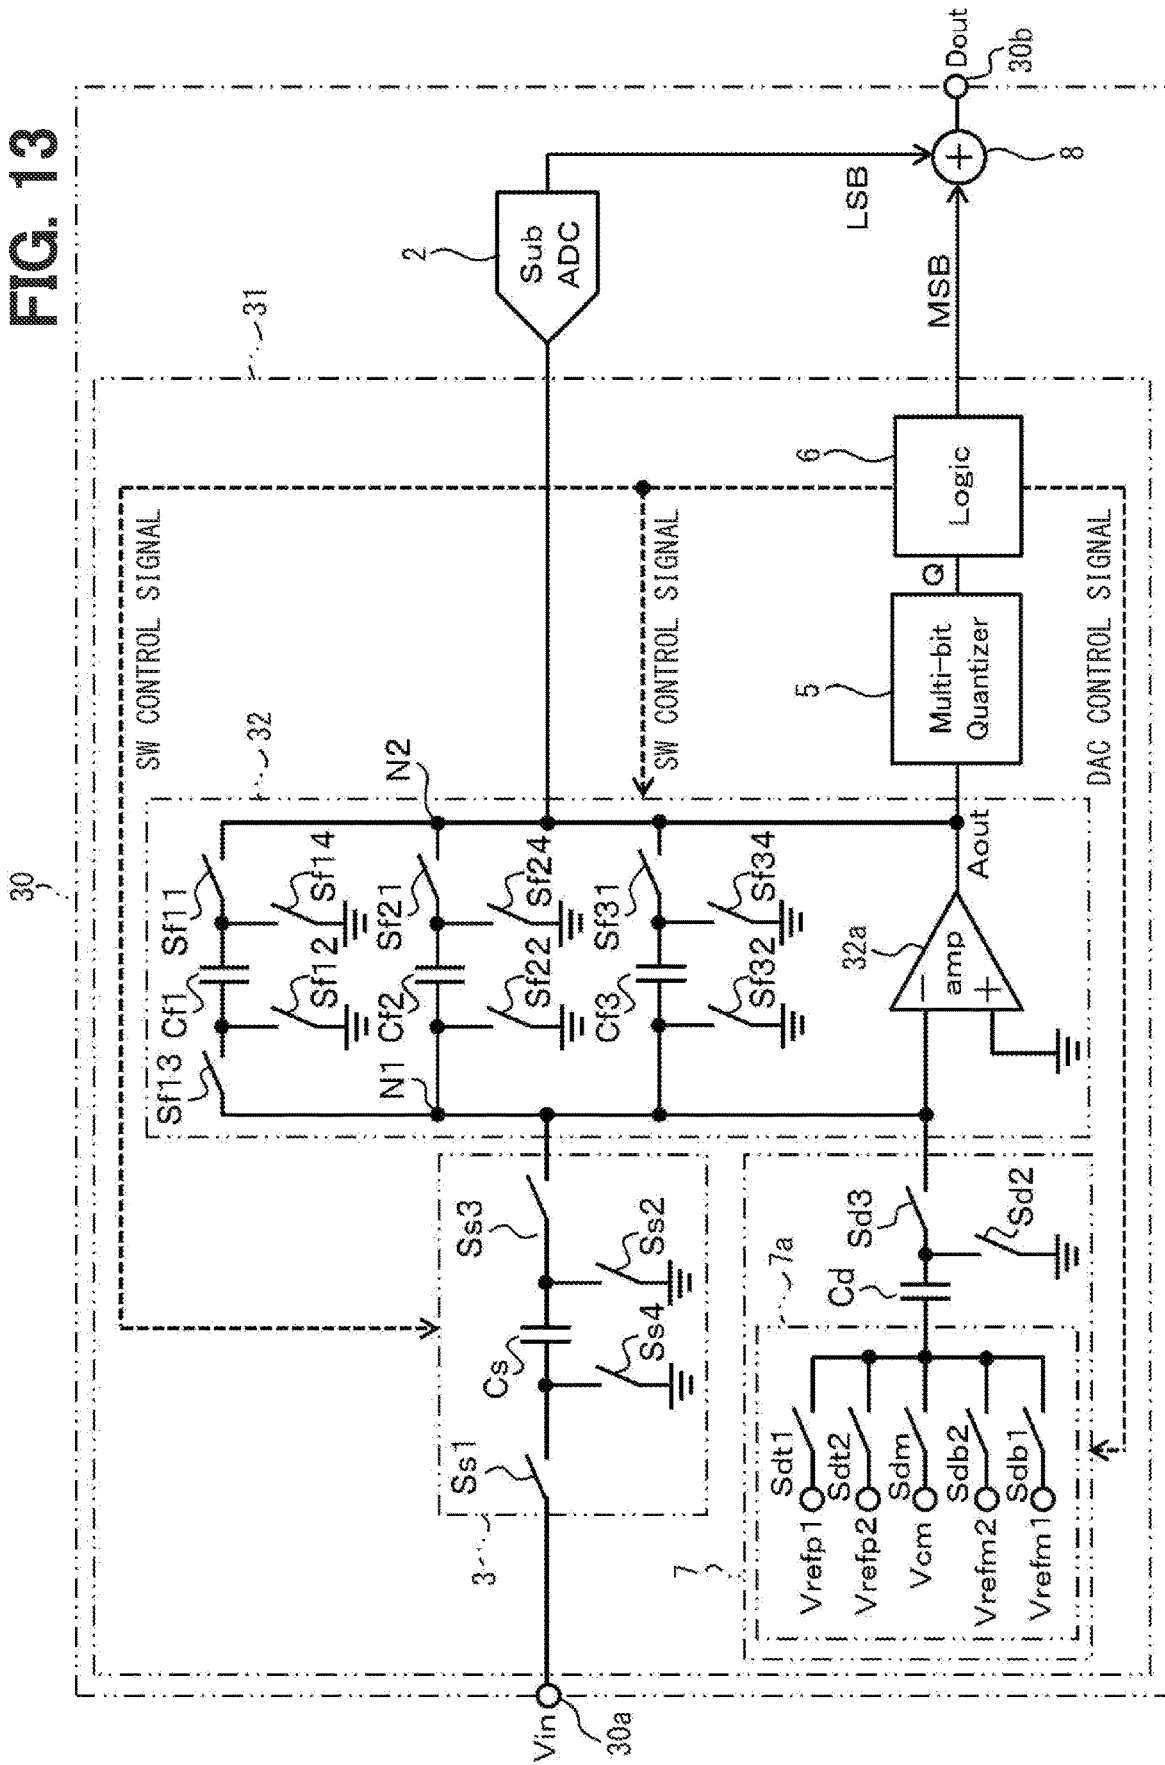 FIG. 13
30
31
SW CONTROL SIGNAL
32
Sf13
Cf1
Sf11
Sf12
Sf14
N1
Cf2
Sf21
N2
Sf22
Sf24
Cf3
Sf31
Sf32
Sf34
SW CONTROL SIGNAL
2
Sub
ADC
3
Ss1
Cs
Ss3
Ss4
Ss2
Vin
30a
32a
amp
−
+
Aout
5
Multi-bit
Quantizer
Q
6
Logic
MSB
LSB
+
8
Dout
30b
7
7a
Sdt1
Vrefp1
Sdt2
Vrefp2
Sdm
Vcm
Sdb2
Vrefm2
Sdb1
Vrefm1
Cd
Sd3
Sd2
DAC CONTROL SIGNAL